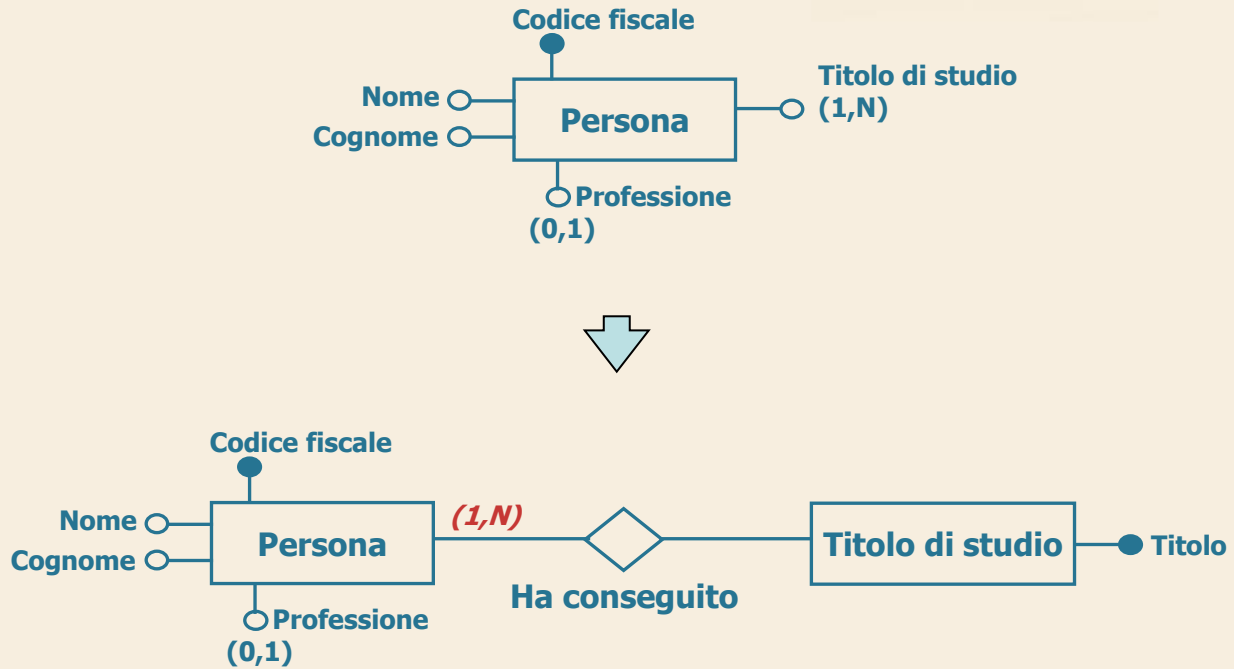 Codice fiscale
Nome
Cognome
Persona
Titolo di studio
(1,N)
Professione
(0,1)
Codice fiscale
Nome
Cognome
Persona
(1,N)
Ha conseguito
Titolo di studio
Titolo
Professione
(0,1)